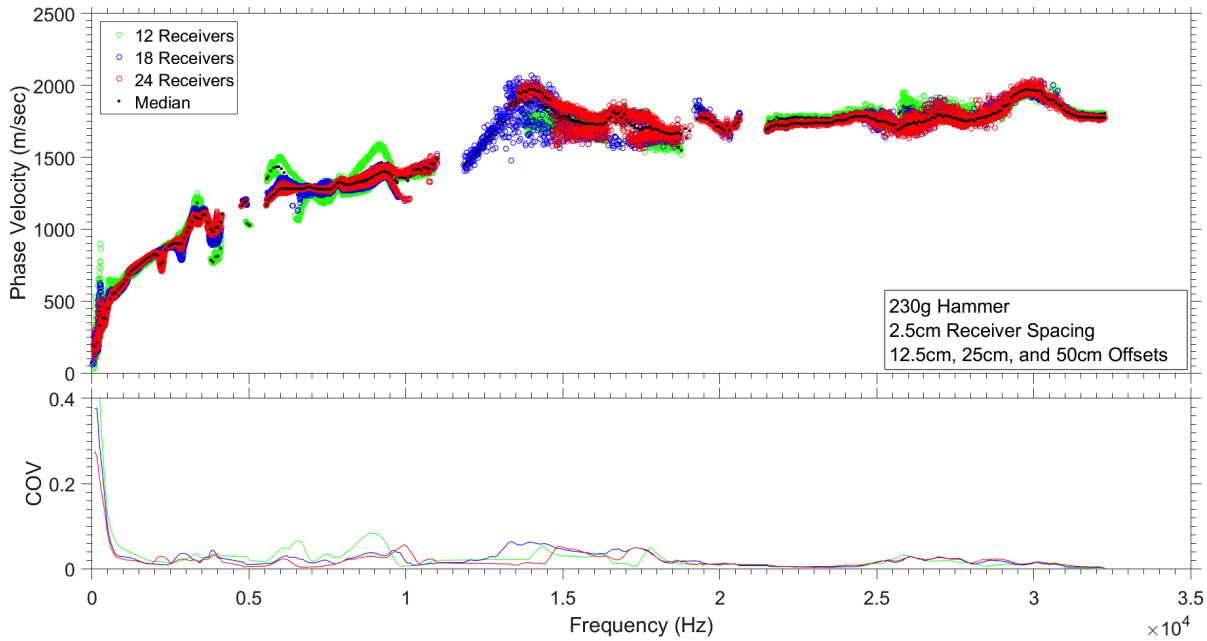 2500
2000
1500
1000
500
0
Phase Velocity (m/sec)
12 Receivers
18 Receivers
24 Receivers
Median
230g Hammer
2.5cm Receiver Spacing
12.5cm, 25cm, and 50cm Offsets
0.4
0.2
0
COV
0 0.5 1 1.5 2 2.5 3 3.5
Frequency (Hz)
×10⁴